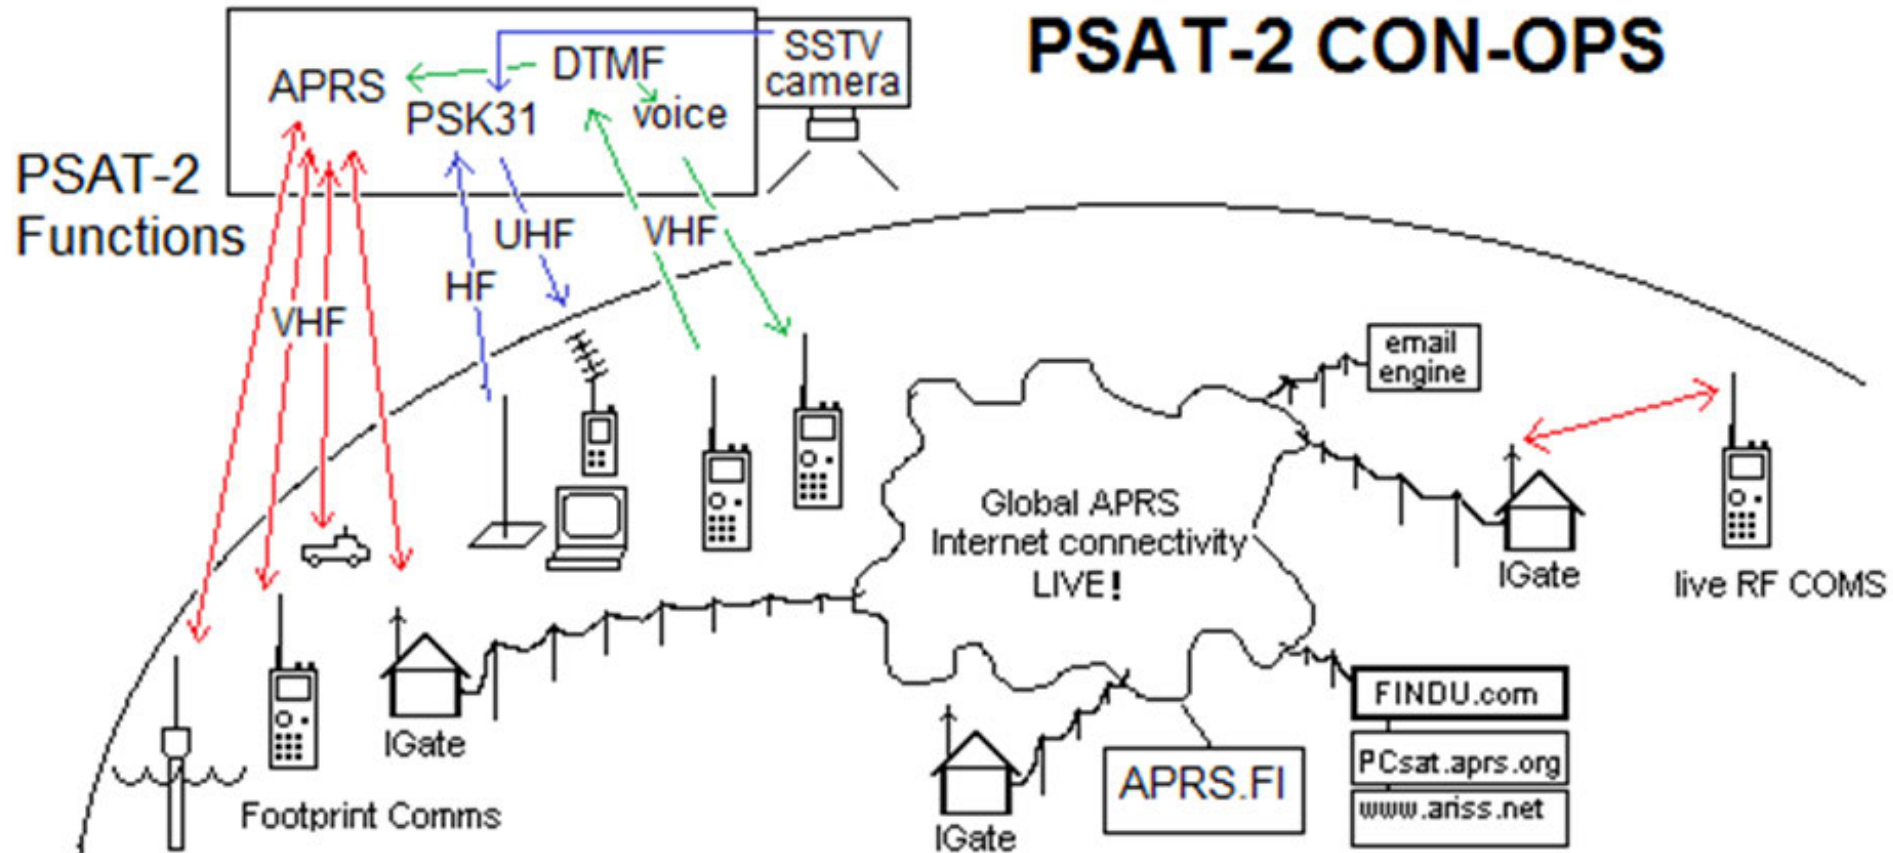 PSAT-2 CON-OPS
SSTV
camera
DTMF
APRS
PSK31
voice
PSAT-2
Functions
UHF
VHF
HF
VHF
email
engine
Global APRS
Internet connectivity
LIVE!
IGate
live RF COMS
FINDU.com
IGate
PCsat.aprs.org
APRS.FI
www.ariss.net
Footprint Comms
IGate